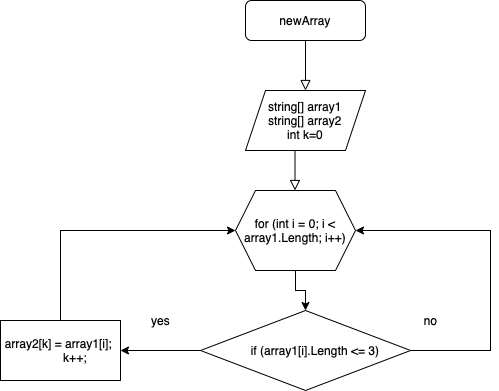 newArray
string[] array1
string[] array2
int k=0
for (int i = 0; i <
array1.Length; i++)
yes
no
array2[k] = array1[i];
k++;
if (array1[i].Length <= 3)